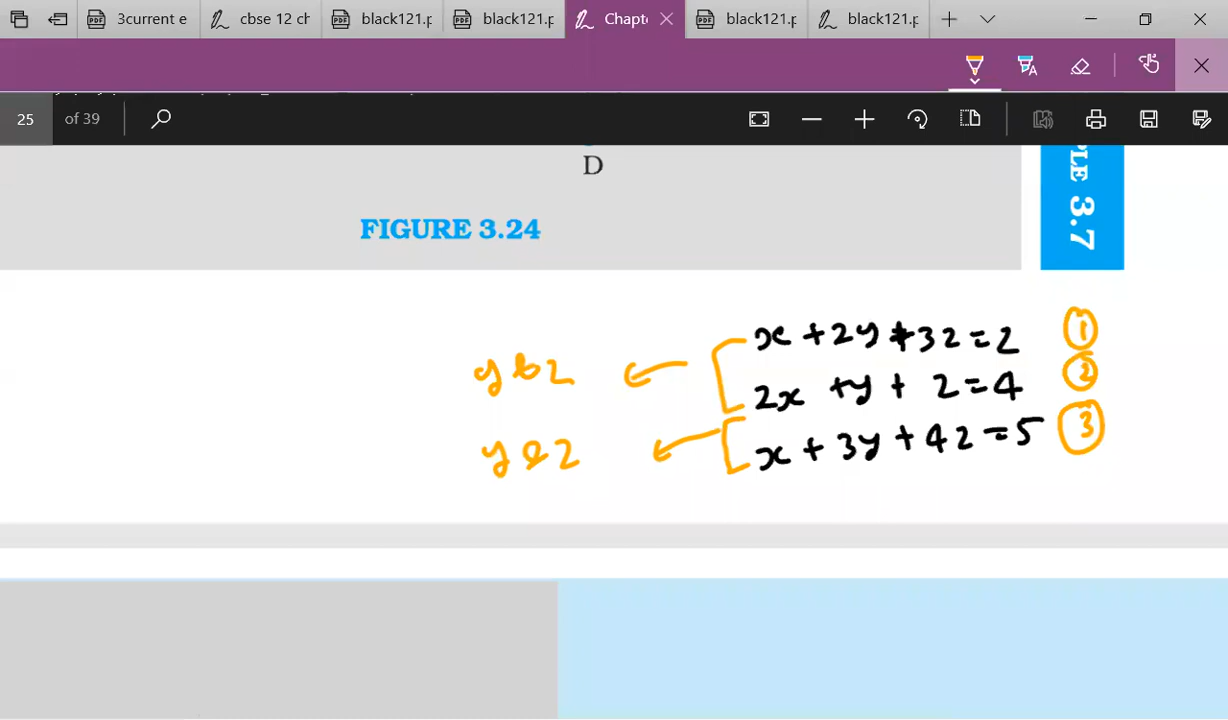 3current e cbse 12 ch black121.p black121.p Chapt black121.p black121.p
25 of 39
D
FIGURE 3.24
PLE 3.7
x + 2y + 3z = 2 ①
y & z
2x + y + z = 4 ②
x + 3y + 4z = 5 ③
y & z